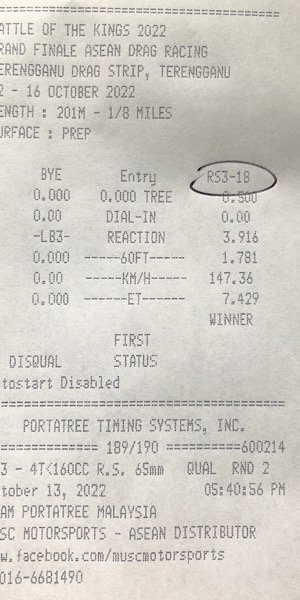 ================================
ATTLE OF THE KINGS 2022
RAND FINALE ASEAN DRAG RACING
ERENGGANU DRAG STRIP, TERENGGANU
2 - 16 OCTOBER 2022
ENGTH : 201M - 1/8 MILES
URFACE : PREP
BYE Entry RS3-18
0.000 0.000 TREE 0.500
0.00 DIAL-IN 0.00
-LB3- REACTION 3.916
0.000 ------60FT----- 1.781
0.00 -----KM/H----- 147.36
0.000 ------ET------ 7.429
WINNER
FIRST
DISQUAL STATUS
tostart Disabled
================================
PORTATREE TIMING SYSTEMS, INC.
=========== 189/190 ==========600214
3 - 4T<160CC R.S. 65mm QUAL RND 2
tober 13, 2022 05:40:56 PM
AM PORTATREE MALAYSIA
SC MOTORSPORTS - ASEAN DISTRIBUTOR
w.facebook.com/muscmotorsports
016-6681490